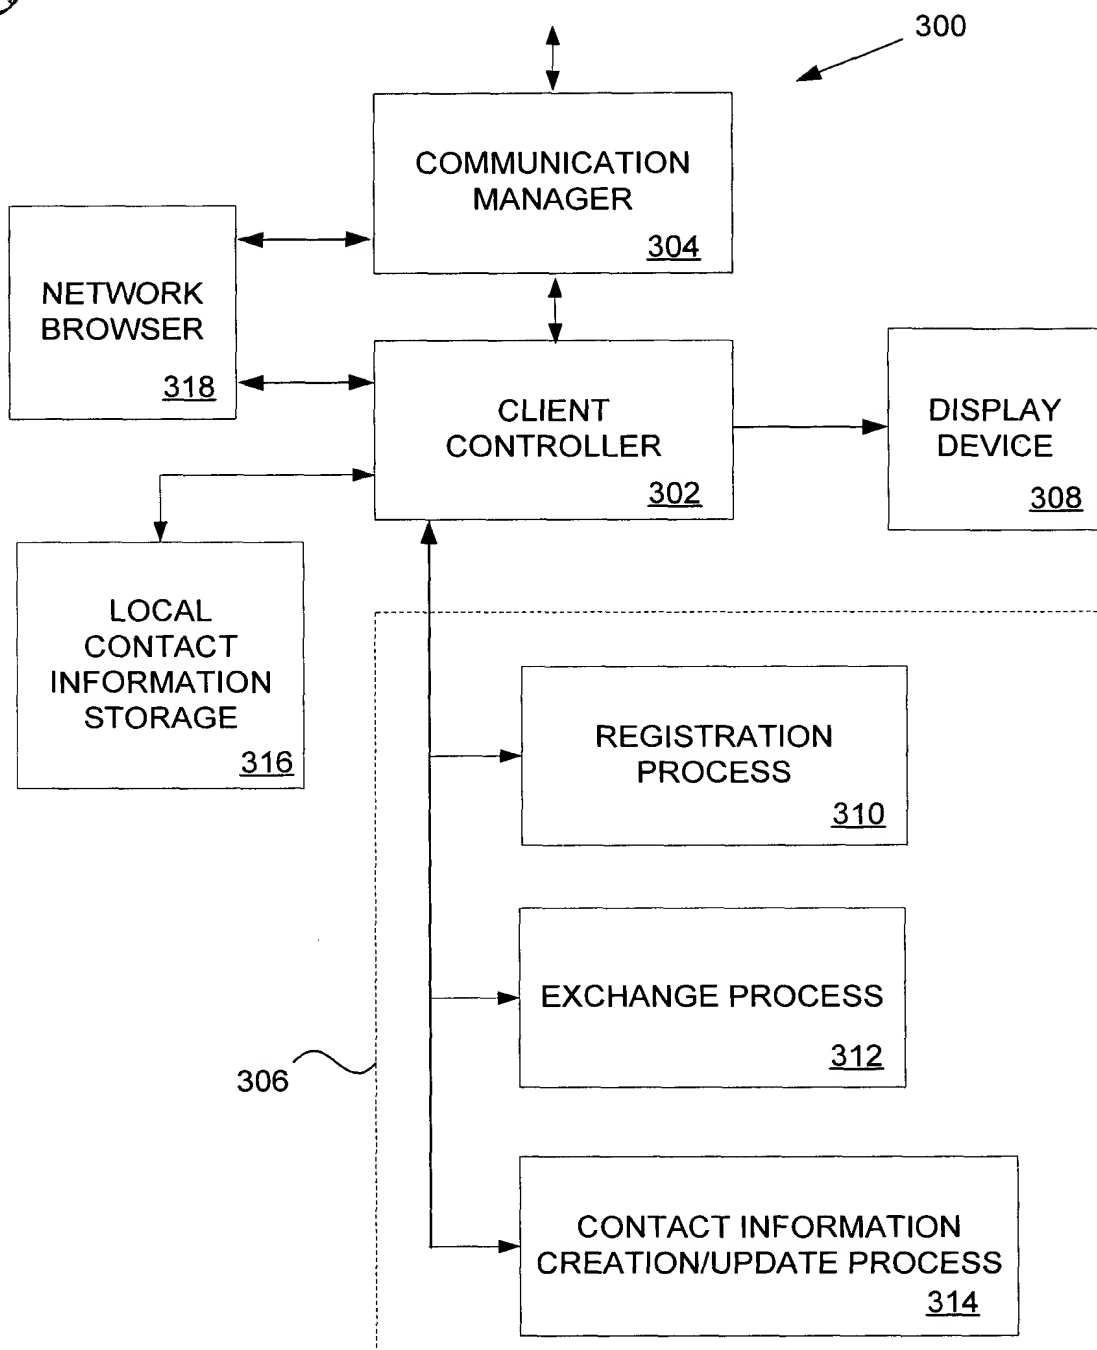 300
COMMUNICATION
MANAGER
304
NETWORK
BROWSER
318
CLIENT
CONTROLLER
302
DISPLAY
DEVICE
308
LOCAL
CONTACT
INFORMATION
STORAGE
316
REGISTRATION
PROCESS
310
EXCHANGE PROCESS
312
306
CONTACT INFORMATION
CREATION/UPDATE PROCESS
314